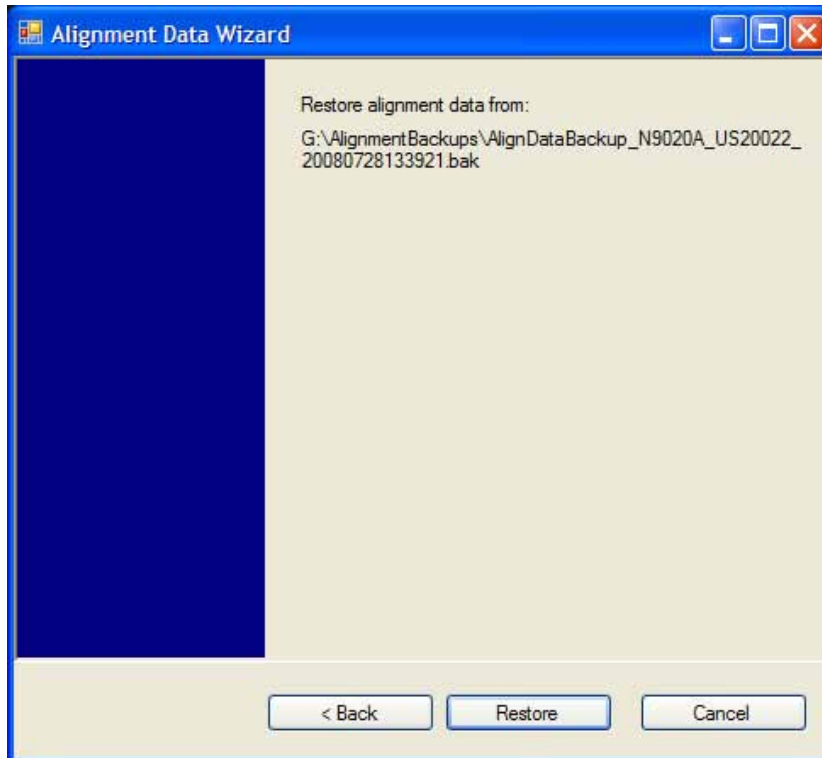 Alignment Data Wizard
Restore alignment data from:
G:\AlignmentBackups\AlignDataBackup_N9020A_US20022_
20080728133921.bak
< Back
Restore
Cancel